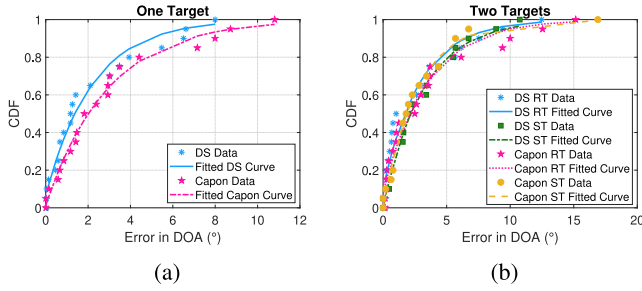 One Target
CDF
1
0.8
0.6
0.4
0.2
0
0 2 4 6 8 10 12
Error in DOA (°)
DS Data
Fitted DS Curve
Capon Data
Fitted Capon Curve
(a)
Two Targets
CDF
1
0.8
0.6
0.4
0.2
0
0 5 10 15 20
Error in DOA (°)
DS RT Data
DS RT Fitted Curve
DS ST Data
DS ST Fitted Curve
Capon RT Data
Capon RT Fitted Curve
Capon ST Data
Capon ST Fitted Curve
(b)